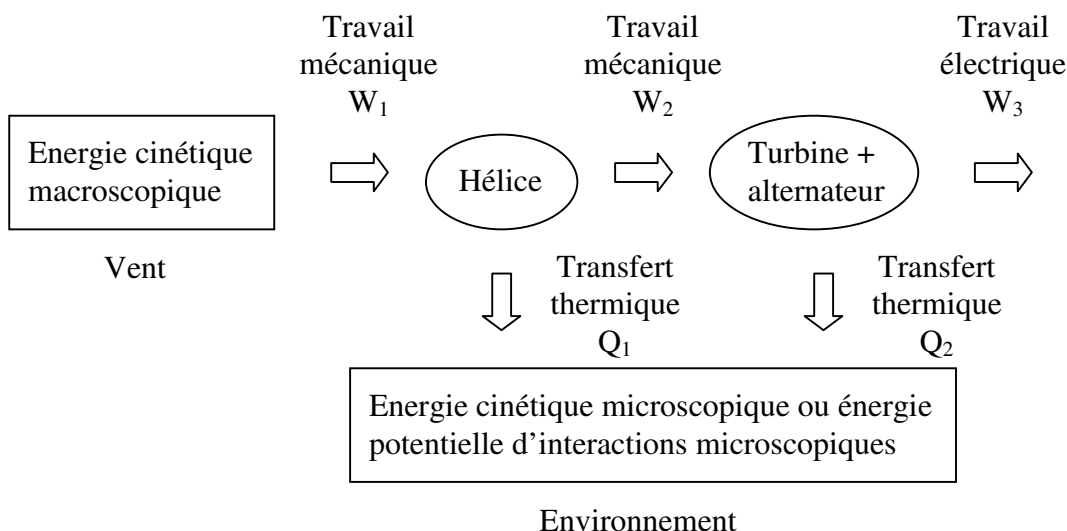 Travail
mécanique
W₁
Travail
mécanique
W₂
Travail
électrique
W₃
Energie cinétique
macroscopique
Hélice
Turbine +
alternateur
Vent
Transfert
thermique
Q₁
Transfert
thermique
Q₂
Energie cinétique microscopique ou énergie
potentielle d’interactions microscopiques
Environnement